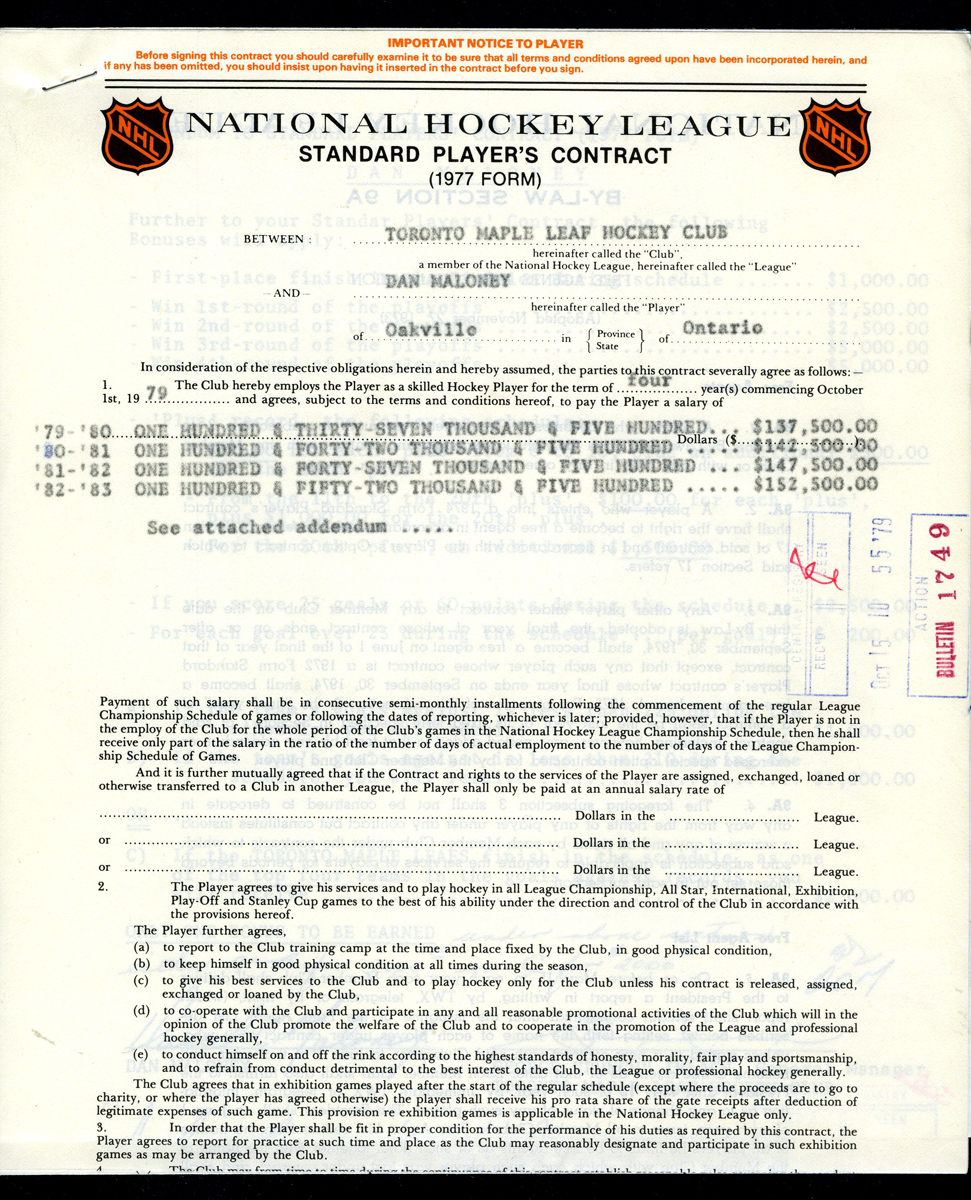 IMPORTANT NOTICE TO PLAYER
Before signing this contract you should carefully examine it to be sure that all terms and conditions agreed upon have been incorporated herein, and
if any has been omitted, you should insist upon having it inserted in the contract before you sign.
NHL NATIONAL HOCKEY LEAGUE NHL
STANDARD PLAYER'S CONTRACT
(1977 FORM)
BETWEEN: TORONTO MAPLE LEAF HOCKEY CLUB
hereinafter called the "Club",
a member of the National Hockey League, hereinafter called the "League"
— AND — DAN MALONEY
hereinafter called the "Player"
of Oakville in { Province State } of Ontario
In consideration of the respective obligations herein and hereby assumed, the parties to this contract severally agree as follows: —
1. The Club hereby employs the Player as a skilled Hockey Player for the term of four year(s) commencing October
1st, 19 79 and agrees, subject to the terms and conditions hereof, to pay the Player a salary of
'79-'80 ONE HUNDRED & THIRTY-SEVEN THOUSAND & FIVE HUNDRED... $137,500.00
Dollars ($ )
'80-'81 ONE HUNDRED & FORTY-TWO THOUSAND & FIVE HUNDRED ..... $142,500.00
'81-'82 ONE HUNDRED & FORTY-SEVEN THOUSAND & FIVE HUNDRED ... $147,500.00
'82-'83 ONE HUNDRED & FIFTY-TWO THOUSAND & FIVE HUNDRED ..... $152,500.00
See attached addendum .....
REC'D.
OCT 15 10 55 '79
ACTION
BULLETIN 1749
Payment of such salary shall be in consecutive semi-monthly installments following the commencement of the regular League
Championship Schedule of games or following the dates of reporting, whichever is later; provided, however, that if the Player is not in
the employ of the Club for the whole period of the Club's games in the National Hockey League Championship Schedule, then he shall
receive only part of the salary in the ratio of the number of days of actual employment to the number of days of the League Champion-
ship Schedule of Games.
And it is further mutually agreed that if the Contract and rights to the services of the Player are assigned, exchanged, loaned or
otherwise transferred to a Club in another League, the Player shall only be paid at an annual salary rate of
Dollars in the League.
or Dollars in the League.
or Dollars in the League.
2. The Player agrees to give his services and to play hockey in all League Championship, All Star, International, Exhibition,
Play-Off and Stanley Cup games to the best of his ability under the direction and control of the Club in accordance with
the provisions hereof.
The Player further agrees,
(a) to report to the Club training camp at the time and place fixed by the Club, in good physical condition,
(b) to keep himself in good physical condition at all times during the season,
(c) to give his best services to the Club and to play hockey only for the Club unless his contract is released, assigned,
exchanged or loaned by the Club,
(d) to co-operate with the Club and participate in any and all reasonable promotional activities of the Club which will in the
opinion of the Club promote the welfare of the Club and to cooperate in the promotion of the League and professional
hockey generally,
(e) to conduct himself on and off the rink according to the highest standards of honesty, morality, fair play and sportsmanship,
and to refrain from conduct detrimental to the best interest of the Club, the League or professional hockey generally.
The Club agrees that in exhibition games played after the start of the regular schedule (except where the proceeds are to go to
charity, or where the player has agreed otherwise) the player shall receive his pro rata share of the gate receipts after deduction of
legitimate expenses of such game. This provision re exhibition games is applicable in the National Hockey League only.
3. In order that the Player shall be fit in proper condition for the performance of his duties as required by this contract, the
Player agrees to report for practice at such time and place as the Club may reasonably designate and participate in such exhibition
games as may be arranged by the Club.